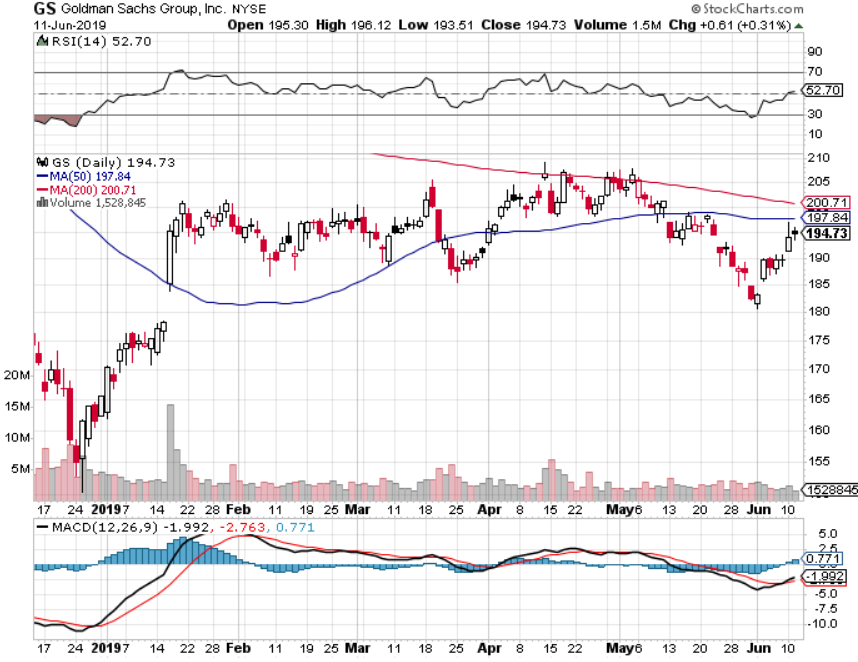 GS Goldman Sachs Group, Inc. NYSE © StockCharts.com
11-Jun-2019 Open 195.30 High 196.12 Low 193.51 Close 194.73 Volume 1.5M Chg +0.61 (+0.31%)
RSI(14) 52.70
90
70
52.70
30
10
GS (Daily) 194.73
MA(50) 197.84
MA(200) 200.71
Volume 1,528,845
210
205
200.71
197.84
194.73
190
185
180
175
170
165
160
155
20M
15M
10M
5M
1528845
17 24 2019 7 14 22 28 Feb 11 19 25 Mar 11 18 25 Apr 8 15 22 May 6 13 20 28 Jun 10
MACD(12,26,9) -1.992, -2.763, 0.771
5.0
2.5
0.771
-1.992
-5.0
-7.5
-10.0
17 24 2019 7 14 22 28 Feb 11 19 25 Mar 11 18 25 Apr 8 15 22 May 6 13 20 28 Jun 10